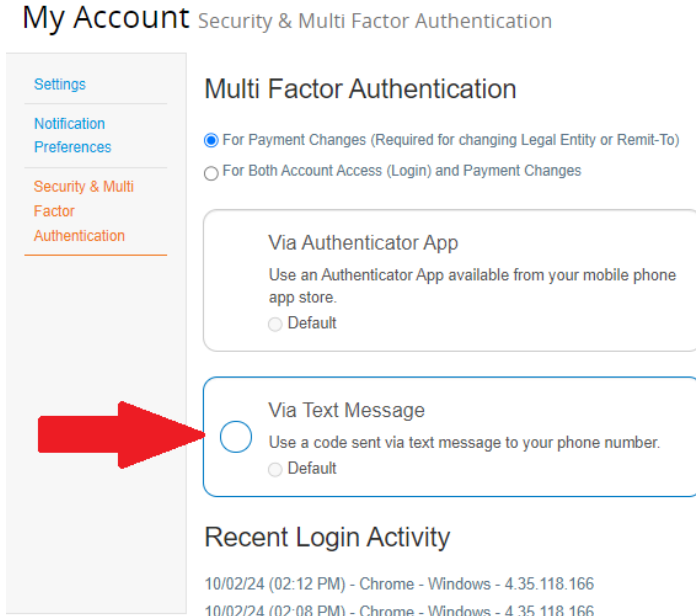 My Account Security & Multi Factor Authentication
Settings
Notification
Preferences
Security & Multi
Factor
Authentication
Multi Factor Authentication
For Payment Changes (Required for changing Legal Entity or Remit-To)
For Both Account Access (Login) and Payment Changes
Via Authenticator App
Use an Authenticator App available from your mobile phone
app store.
Default
Via Text Message
Use a code sent via text message to your phone number.
Default
Recent Login Activity
10/02/24 (02:12 PM) - Chrome - Windows - 4.35.118.166
10/02/24 (02:08 PM) - Chrome - Windows - 4.35.118.166